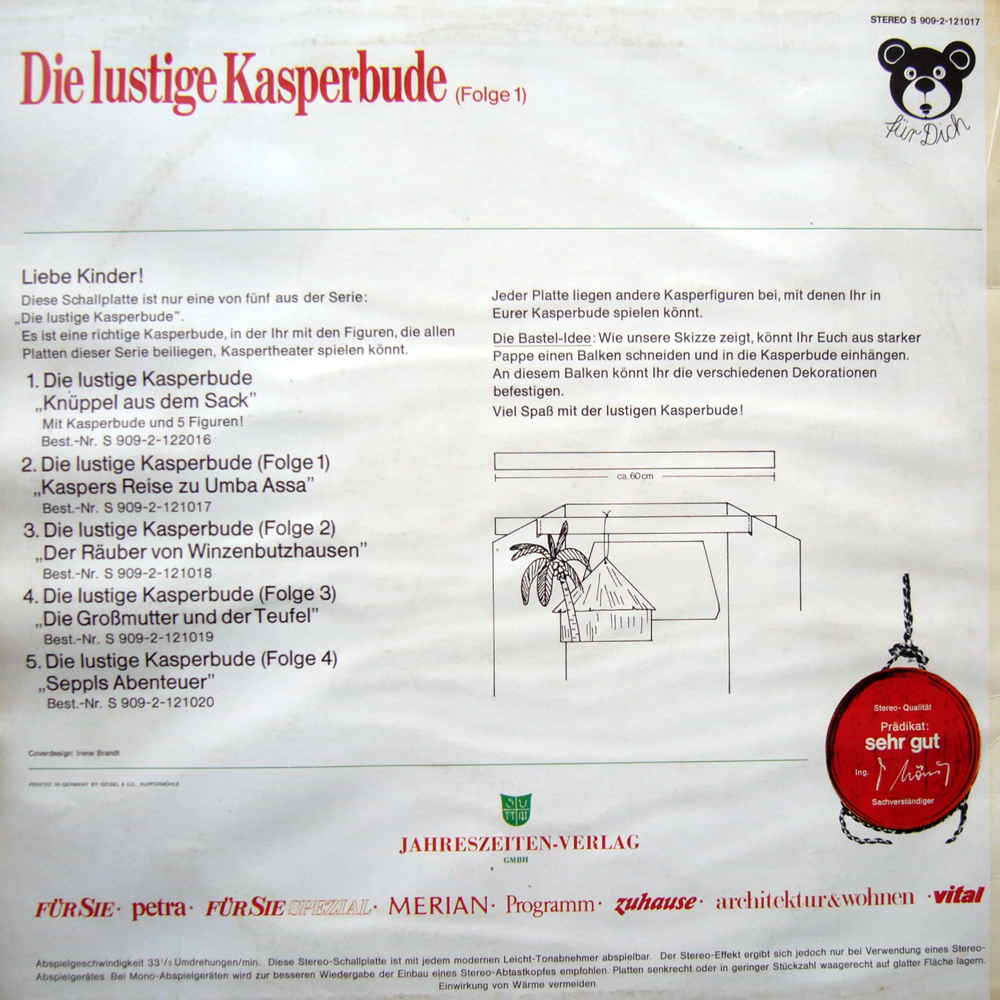 STEREO S 909-2-121017
Die lustige Kasperbude (Folge 1)
für Dich
Liebe Kinder!
Diese Schallplatte ist nur eine von fünf aus der Serie:
„Die lustige Kasperbude”.
Es ist eine richtige Kasperbude, in der Ihr mit den Figuren, die allen
Platten dieser Serie beiliegen, Kaspertheater spielen könnt.
1. Die lustige Kasperbude
„Knüppel aus dem Sack”
Mit Kasperbude und 5 Figuren!
Best.-Nr. S 909-2-122016
2. Die lustige Kasperbude (Folge 1)
„Kaspers Reise zu Umba Assa”
Best.-Nr. S 909-2-121017
3. Die lustige Kasperbude (Folge 2)
„Der Räuber von Winzenbutzhausen”
Best.-Nr. S 909-2-121018
4. Die lustige Kasperbude (Folge 3)
„Die Großmutter und der Teufel”
Best.-Nr. S 909-2-121019
5. Die lustige Kasperbude (Folge 4)
„Seppls Abenteuer”
Best.-Nr. S 909-2-121020
Jeder Platte liegen andere Kasperfiguren bei, mit denen Ihr in
Eurer Kasperbude spielen könnt.
Die Bastel-Idee: Wie unsere Skizze zeigt, könnt Ihr Euch aus starker
Pappe einen Balken schneiden und in die Kasperbude einhängen.
An diesem Balken könnt Ihr die verschiedenen Dekorationen
befestigen.
Viel Spaß mit der lustigen Kasperbude!
ca. 60 cm
Stereo-Qualität
Prädikat:
sehr gut
Ing.
Sachverständiger
Coverdesign: Irene Brandt
PRINTED IN GERMANY BY GEISEL & CO., KUPFERMÜHLE
JAHRESZEITEN-VERLAG
GMBH
FÜR SIE · petra · FÜR SIE SPEZIAL · MERIAN · Programm · zuhause · architektur & wohnen · vital
Abspielgeschwindigkeit 33 1/3 Umdrehungen/min. Diese Stereo-Schallplatte ist mit jedem modernen Leicht-Tonabnehmer abspielbar. Der Stereo-Effekt ergibt sich jedoch nur bei Verwendung eines Stereo-
Abspielgerätes. Bei Mono-Abspielgeräten wird zur besseren Wiedergabe der Einbau eines Stereo-Abtastkopfes empfohlen. Platten senkrecht oder in geringer Stückzahl waagerecht auf glatter Fläche lagern.
Einwirkung von Wärme vermeiden.